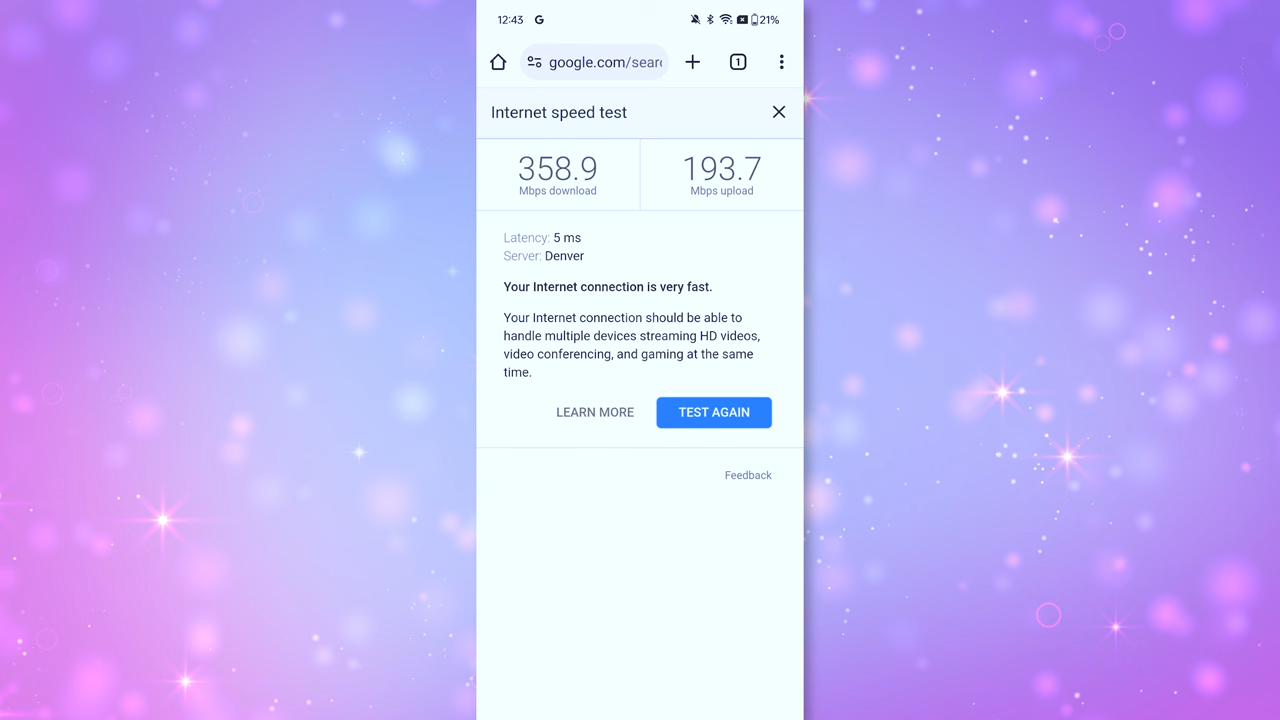 12:43 G 21%
google.com/sear
1
Internet speed test
358.9 193.7
Mbps download Mbps upload
Latency: 5 ms
Server: Denver
Your Internet connection is very fast.
Your Internet connection should be able to
handle multiple devices streaming HD videos,
video conferencing, and gaming at the same
time.
LEARN MORE TEST AGAIN
Feedback